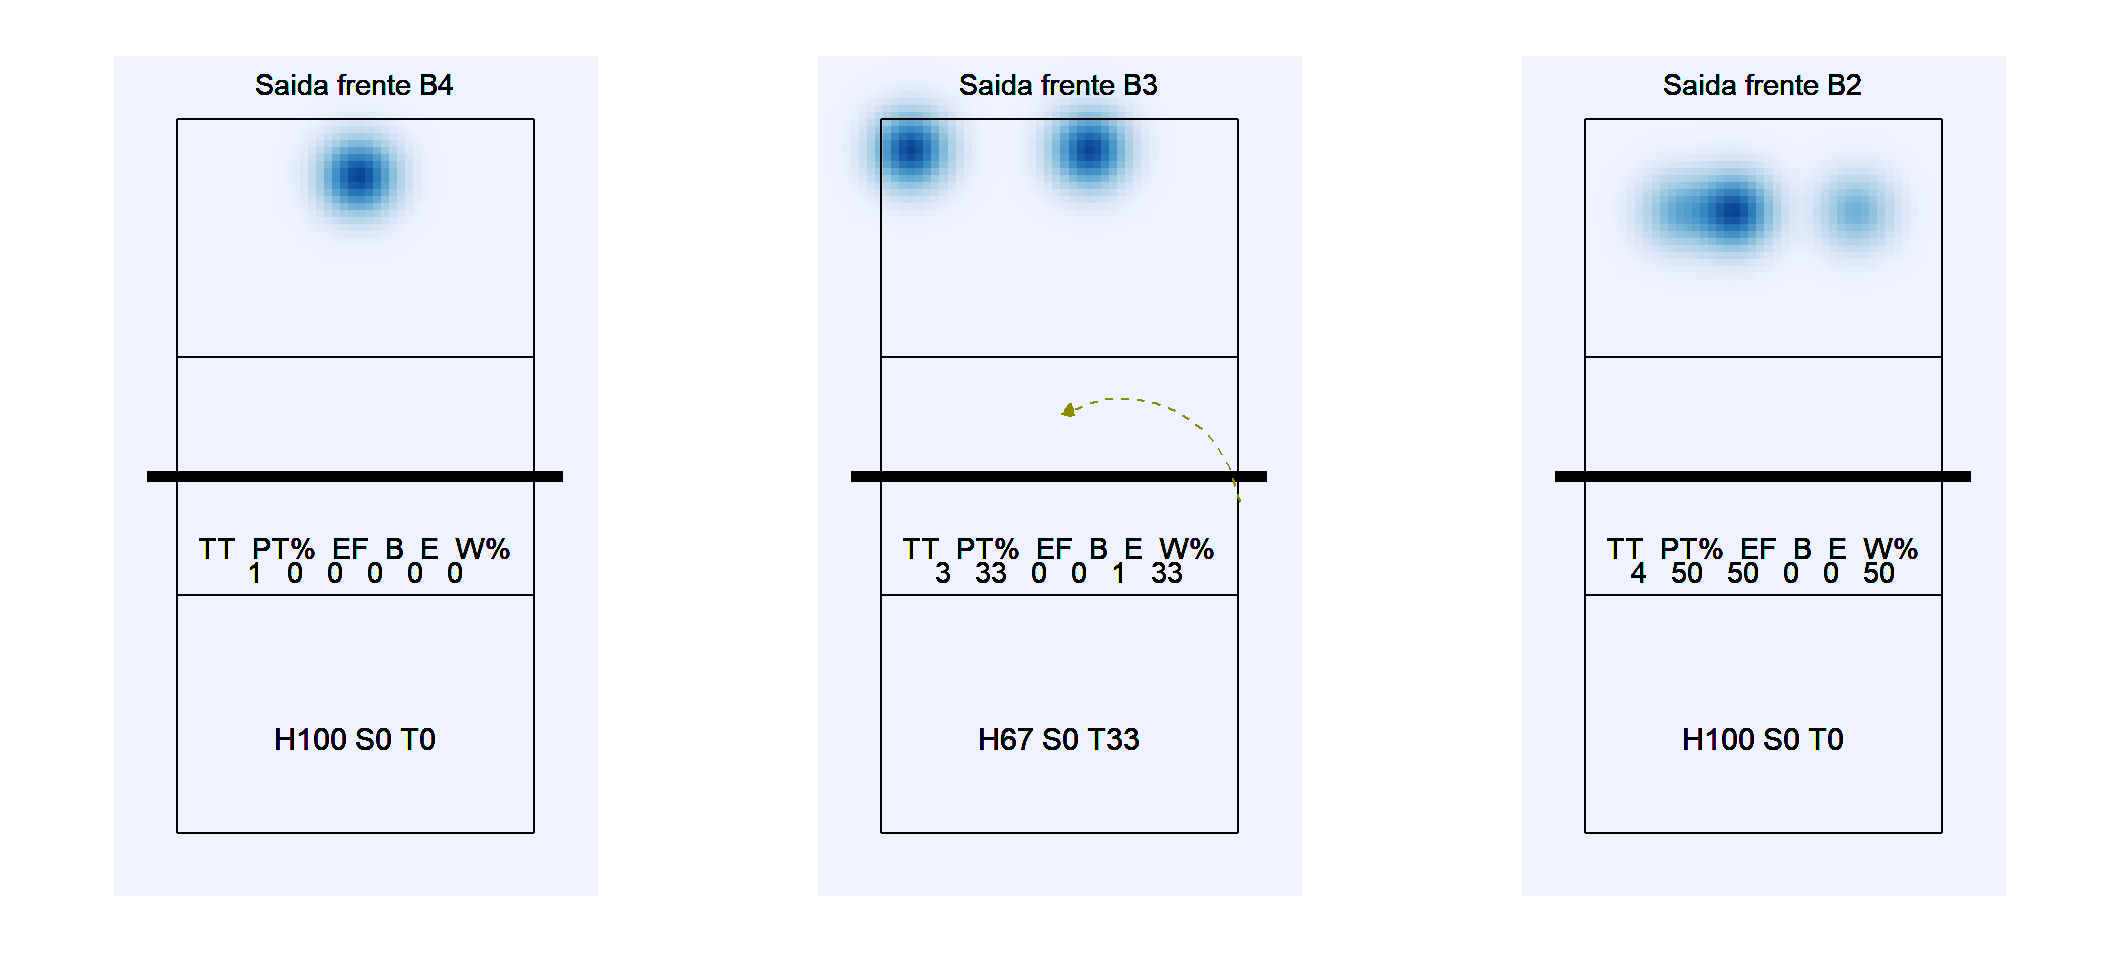 Saida frente B4
TT PT% EF B E W%
1 0 0 0 0 0
H100 S0 T0
Saida frente B3
TT PT% EF B E W%
3 33 0 0 1 33
H67 S0 T33
Saida frente B2
TT PT% EF B E W%
4 50 50 0 0 50
H100 S0 T0